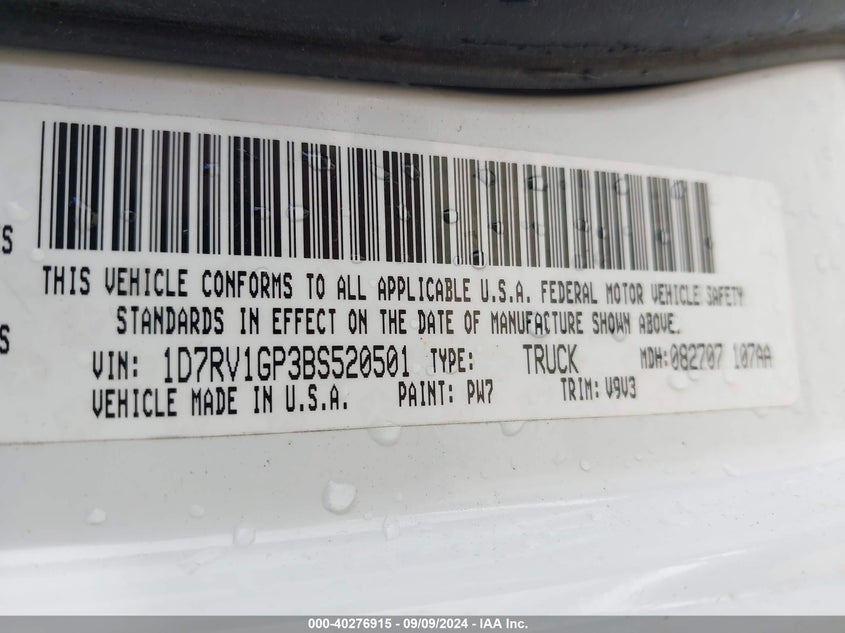 S
THIS VEHICLE CONFORMS TO ALL APPLICABLE U.S.A. FEDERAL MOTOR VEHICLE SAFETY
STANDARDS IN EFFECT ON THE DATE OF MANUFACTURE SHOWN ABOVE.
S
VIN: 1D7RV1GP3BS520501 TYPE: TRUCK MDH:082707 107AA
VEHICLE MADE IN U.S.A. PAINT: PW7 TRIM: V9V3
000-40276915 - 09/09/2024 - IAA Inc.